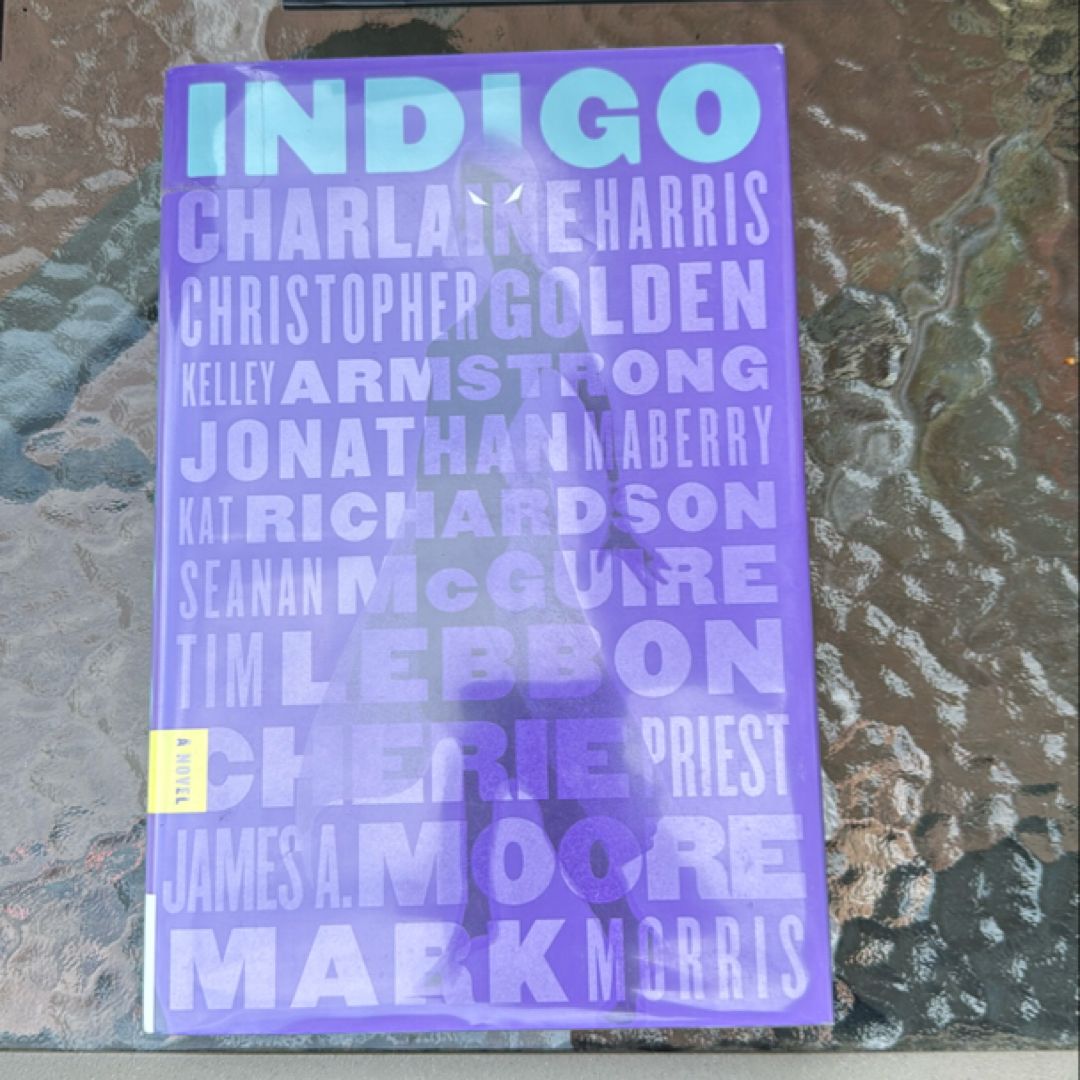 INDIGO
CHARLAINE HARRIS
CHRISTOPHER GOLDEN
KELLEY ARMSTRONG
JONATHAN MABERRY
KAT RICHARDSON
SEANAN McGUIRE
TIM LEBBON
CHERIE PRIEST
A NOVEL
JAMES A. MOORE
MARK MORRIS